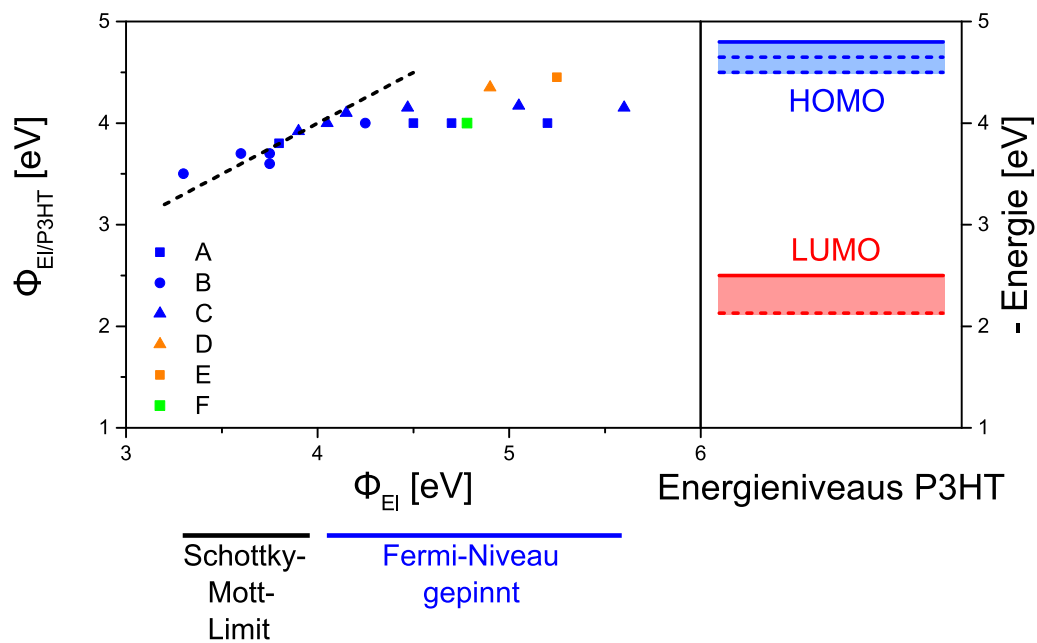 Φ_El/P3HT [eV]
5
4
3
2
1
A
B
C
D
E
F
3
4
5
6
Φ_El [eV]
HOMO
LUMO
5
4
3
2
1
- Energie [eV]
Energieniveaus P3HT
Schottky-
Mott-
Limit
Fermi-Niveau
gepinnt